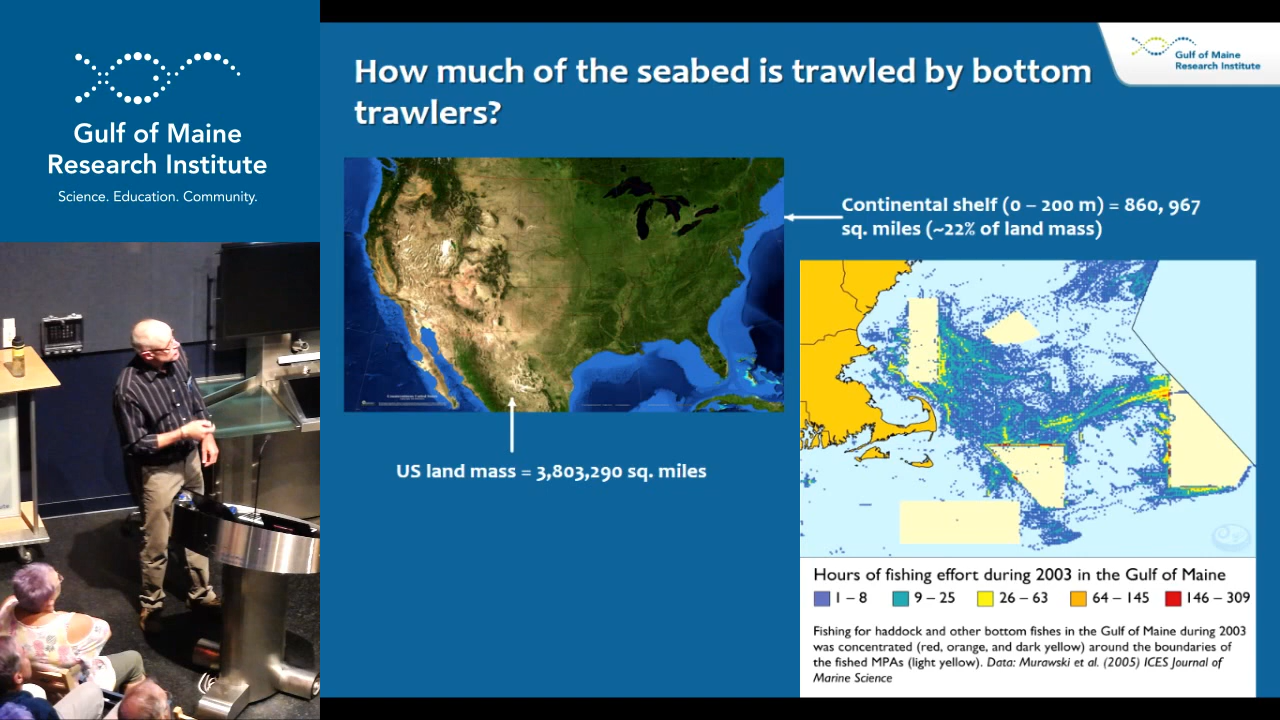 Gulf of Maine
Research Institute
Science. Education. Community.
How much of the seabed is trawled by bottom
trawlers?
Gulf of Maine
Research Institute
Continental shelf (0 – 200 m) = 860, 967
sq. miles (~22% of land mass)
US land mass = 3,803,290 sq. miles
Hours of fishing effort during 2003 in the Gulf of Maine
1 – 8 9 – 25 26 – 63 64 – 145 146 – 309
Fishing for haddock and other bottom fishes in the Gulf of Maine during 2003
was concentrated (red, orange, and dark yellow) around the boundaries of
the fished MPAs (light yellow). Data: Murawski et al. (2005) ICES Journal of
Marine Science